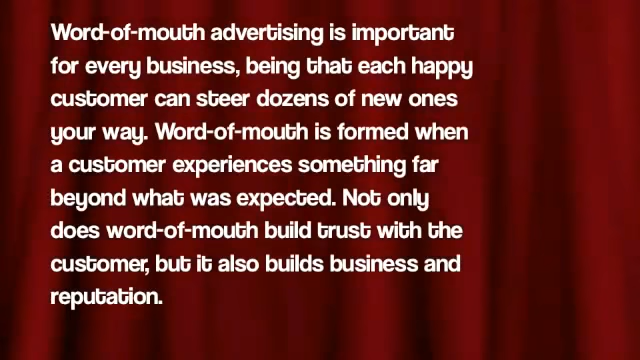 Word-of-mouth advertising is important
for every business, being that each happy
customer can steer dozens of new ones
your way. Word-of-mouth is formed when
a customer experiences something far
beyond what was expected. Not only
does word-of-mouth build trust with the
customer, but it also builds business and
reputation.